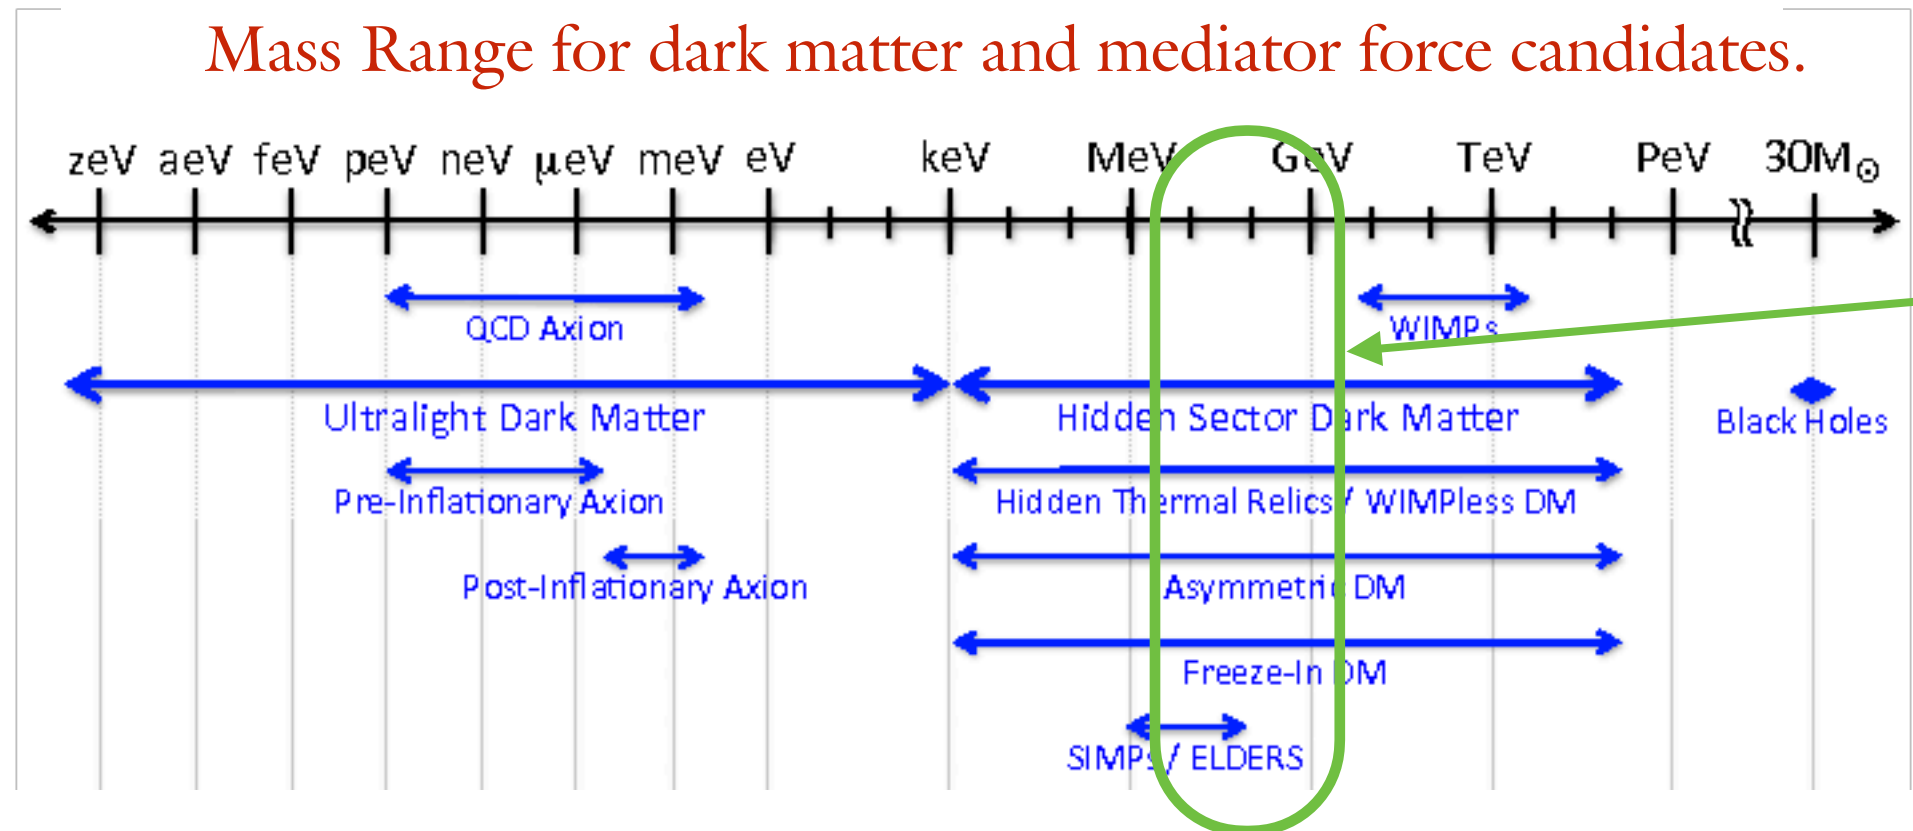 Mass Range for dark matter and mediator force candidates.
zeV aeV feV peV neV μeV meV eV keV MeV GeV TeV PeV 30M☉
QCD Axion WIMPs
Ultralight Dark Matter Hidden Sector Dark Matter Black Holes
Pre-Inflationary Axion Hidden Thermal Relics / WIMPless DM
Post-Inflationary Axion Asymmetric DM
Freeze-In DM
SIMPs / ELDERS